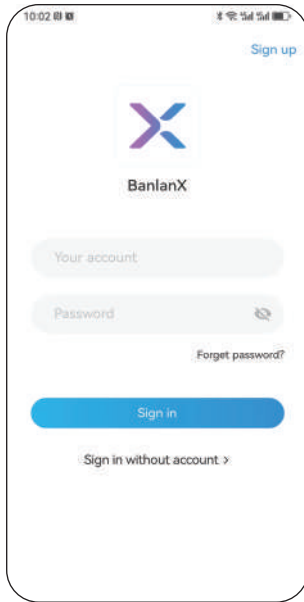 10:02
Sign up
BanlanX
Your account
Password
Forget password?
Sign in
Sign in without account >